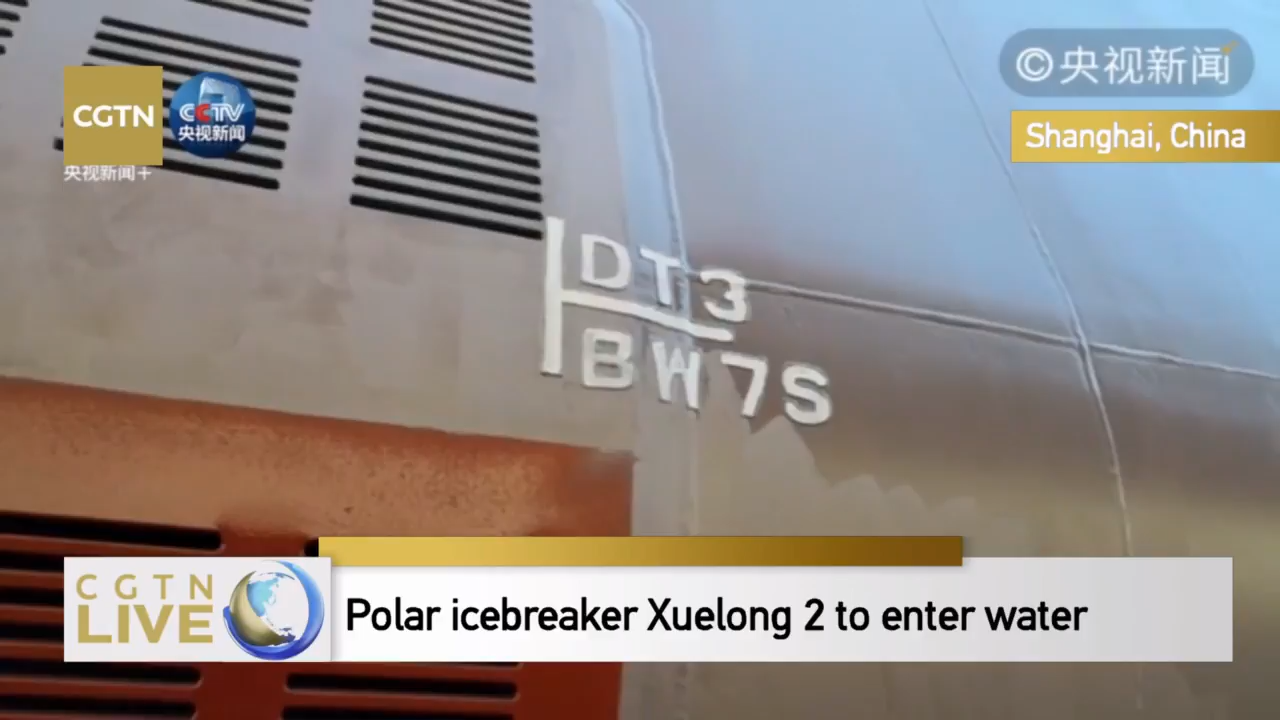 ©央视新闻
CGTN
CCTV
央视新闻
央视新闻+
Shanghai, China
DT3
BW7S
CGTN
LIVE
Polar icebreaker Xuelong 2 to enter water